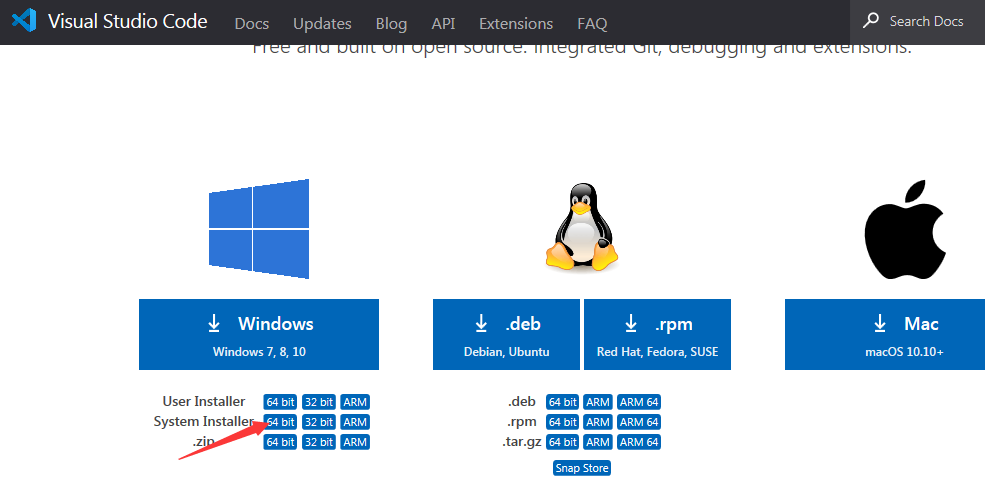 Visual Studio Code Docs Updates Blog API Extensions FAQ Search Docs
Free and built on open source. Integrated Git, debugging and extensions.
Windows
Windows 7, 8, 10
.deb
Debian, Ubuntu
.rpm
Red Hat, Fedora, SUSE
Mac
macOS 10.10+
User Installer 64 bit 32 bit ARM
System Installer 64 bit 32 bit ARM
.zip 64 bit 32 bit ARM
.deb 64 bit ARM ARM 64
.rpm 64 bit ARM ARM 64
.tar.gz 64 bit ARM ARM 64
Snap Store